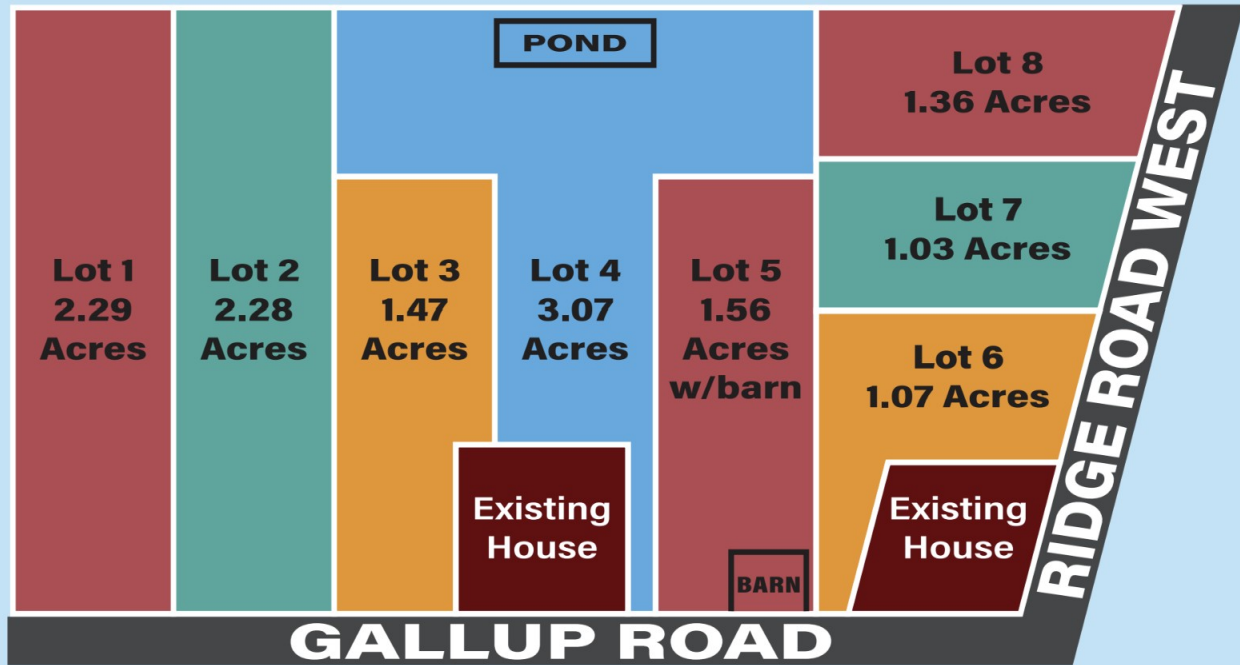 POND
Lot 8
1.36 Acres
Lot 7
1.03 Acres
Lot 1
2.29
Acres
Lot 2
2.28
Acres
Lot 3
1.47
Acres
Lot 4
3.07
Acres
Lot 5
1.56
Acres
w/barn
Lot 6
1.07 Acres
Existing
House
BARN
Existing
House
RIDGE ROAD WEST
GALLUP ROAD